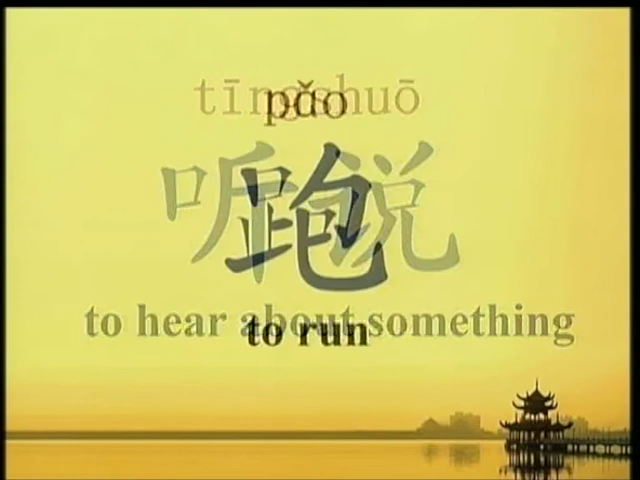 tīngshuō
pǎo
听说
跑
to hear about something
to run